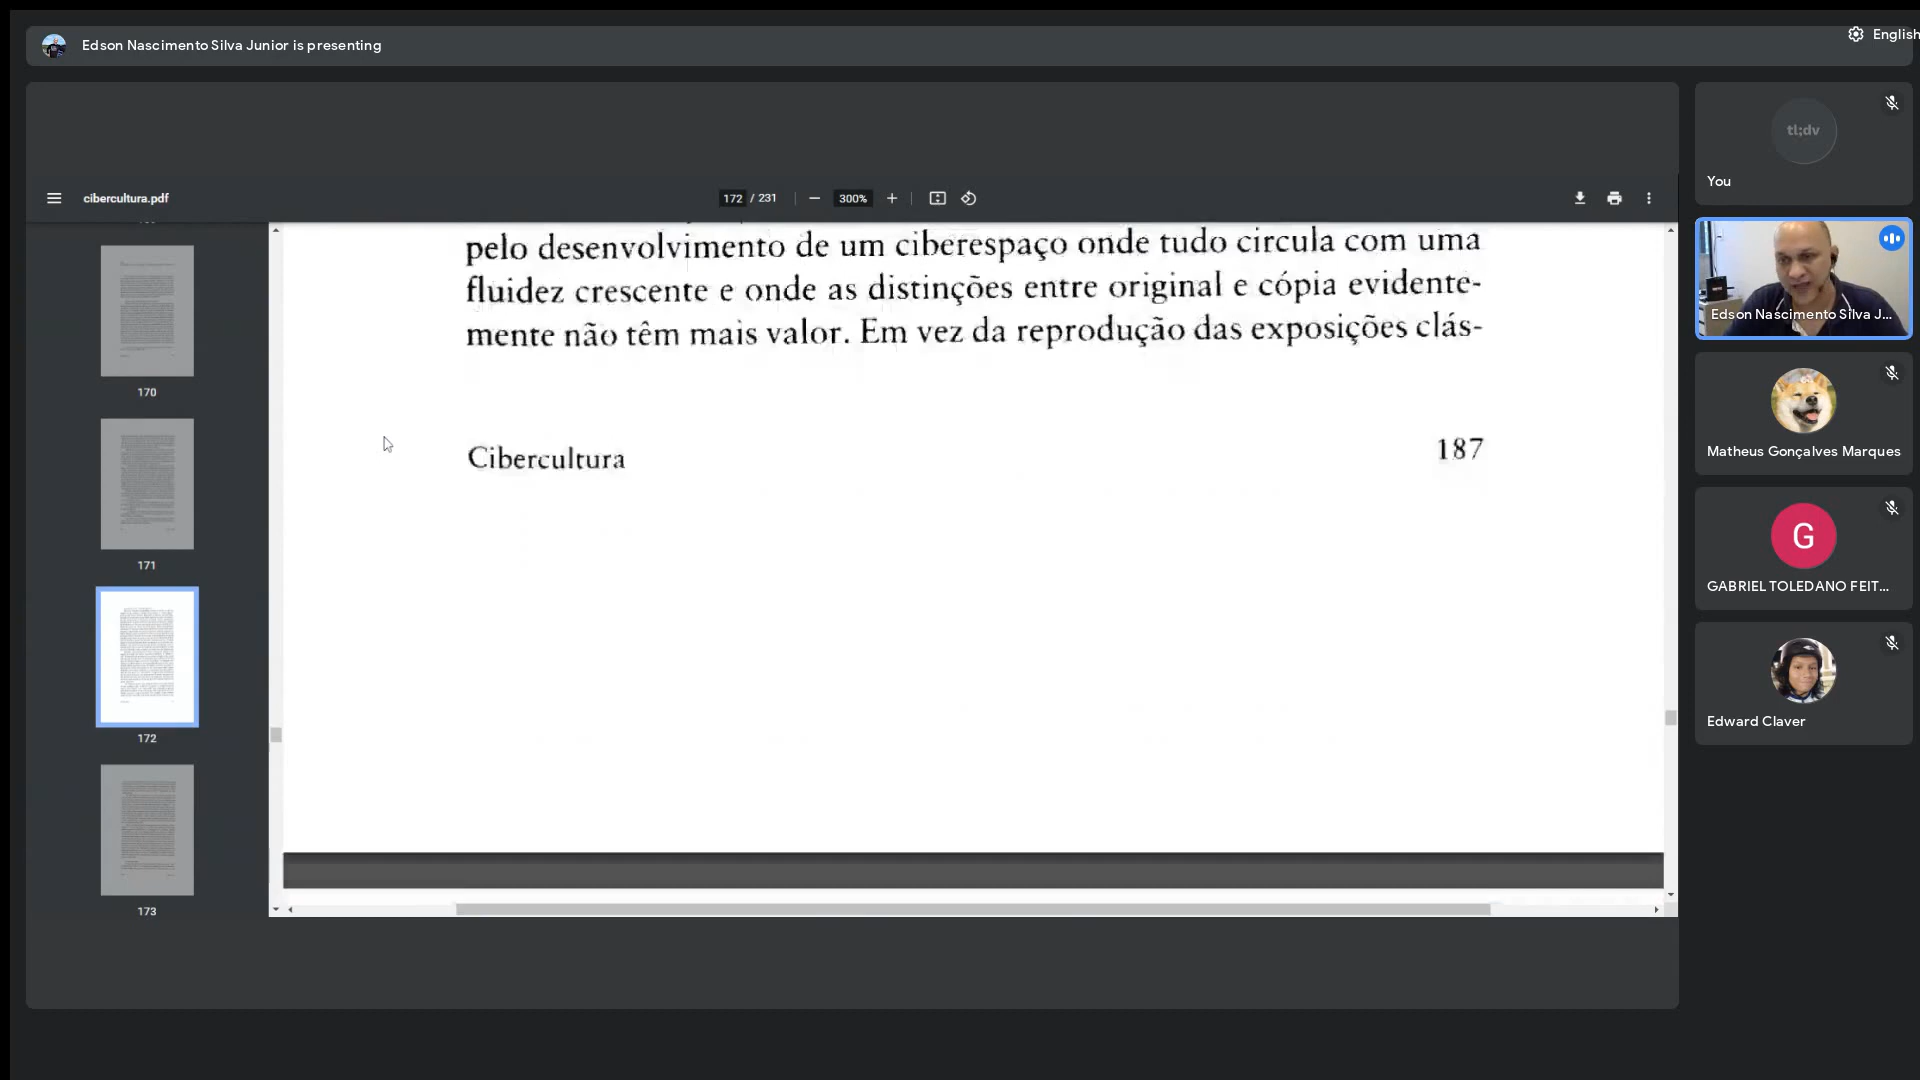 Edson Nascimento Silva Junior is presenting
English
cibercultura.pdf
172 / 231
300%
170
171
172
173
pelo desenvolvimento de um ciberespaço onde tudo circula com uma
fluidez crescente e onde as distinções entre original e cópia evidente-
mente não têm mais valor. Em vez da reprodução das exposições clás-
Cibercultura
187
tl;dv
You
Edson Nascimento Silva J...
Matheus Gonçalves Marques
G
GABRIEL TOLEDANO FEIT...
Edward Claver